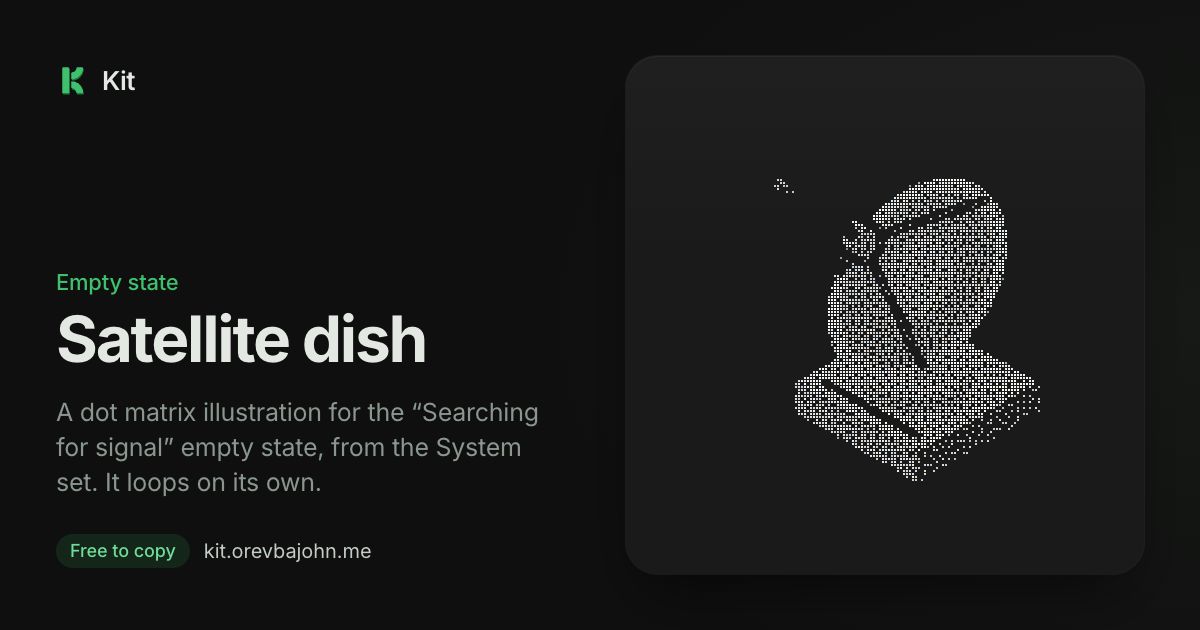 Kit
Empty state
Satellite dish
A dot matrix illustration for the “Searching
for signal” empty state, from the System
set. It loops on its own.
Free to copy
kit.orevbajohn.me